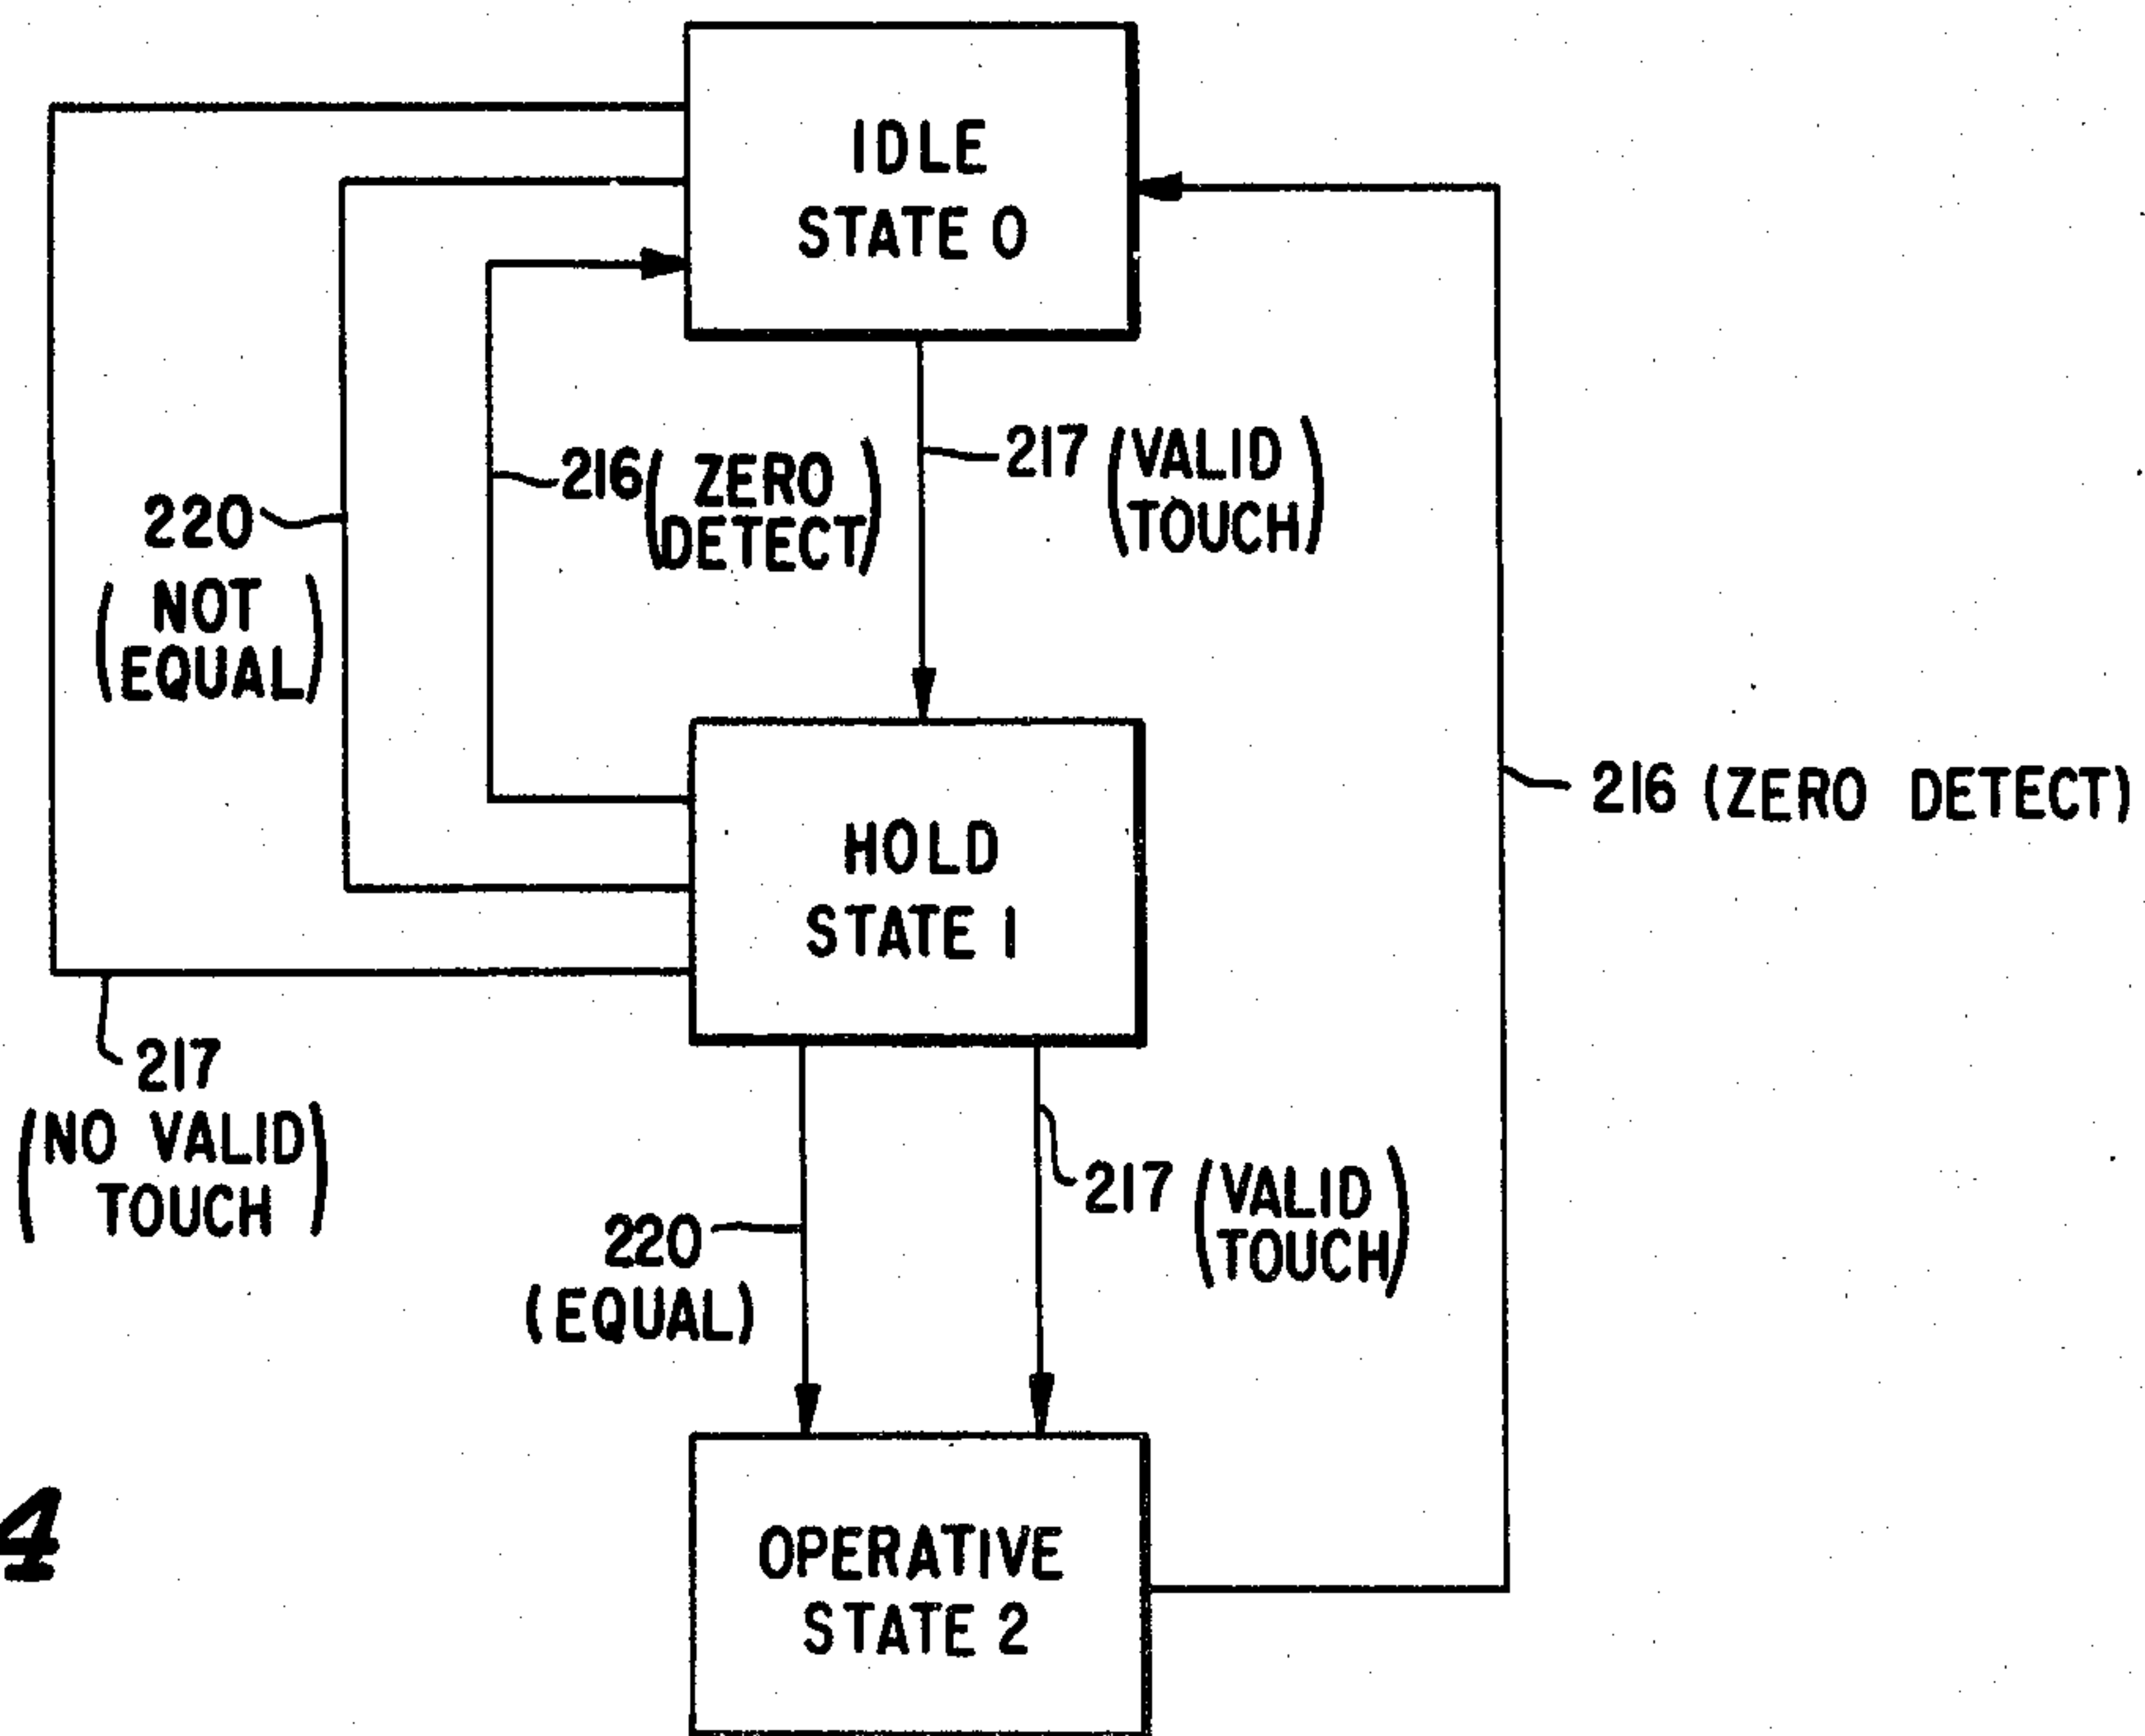 IDLE
STATE 0
216 (ZERO
DETECT)
217 (VALID
TOUCH)
220
(NOT
EQUAL)
216 (ZERO DETECT)
HOLD
STATE 1
217
(NO VALID
TOUCH)
217 (VALID
TOUCH)
220
(EQUAL)
4
OPERATIVE
STATE 2